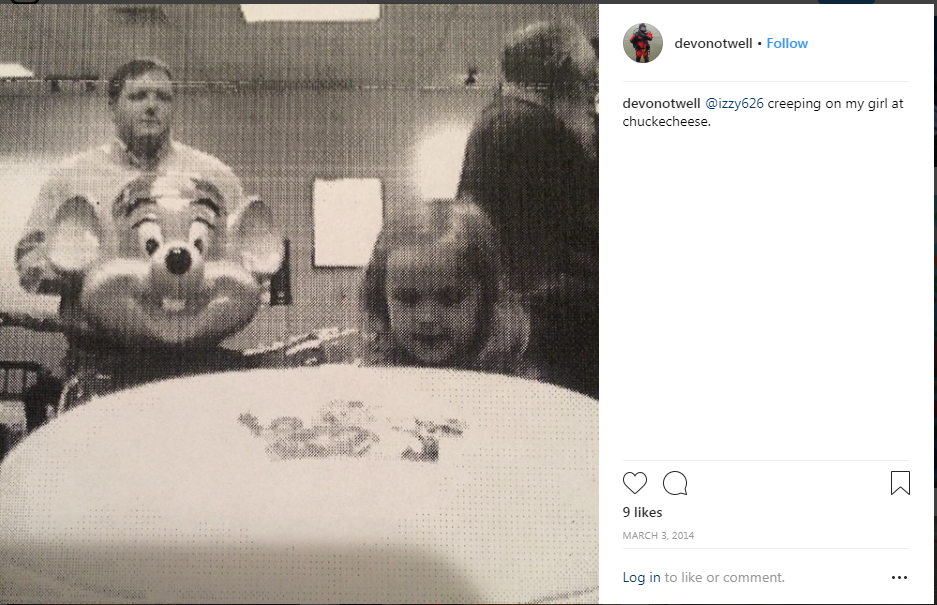 devonotwell • Follow
devonotwell @izzy626 creeping on my girl at
chuckecheese.
9 likes
MARCH 3, 2014
Log in to like or comment.